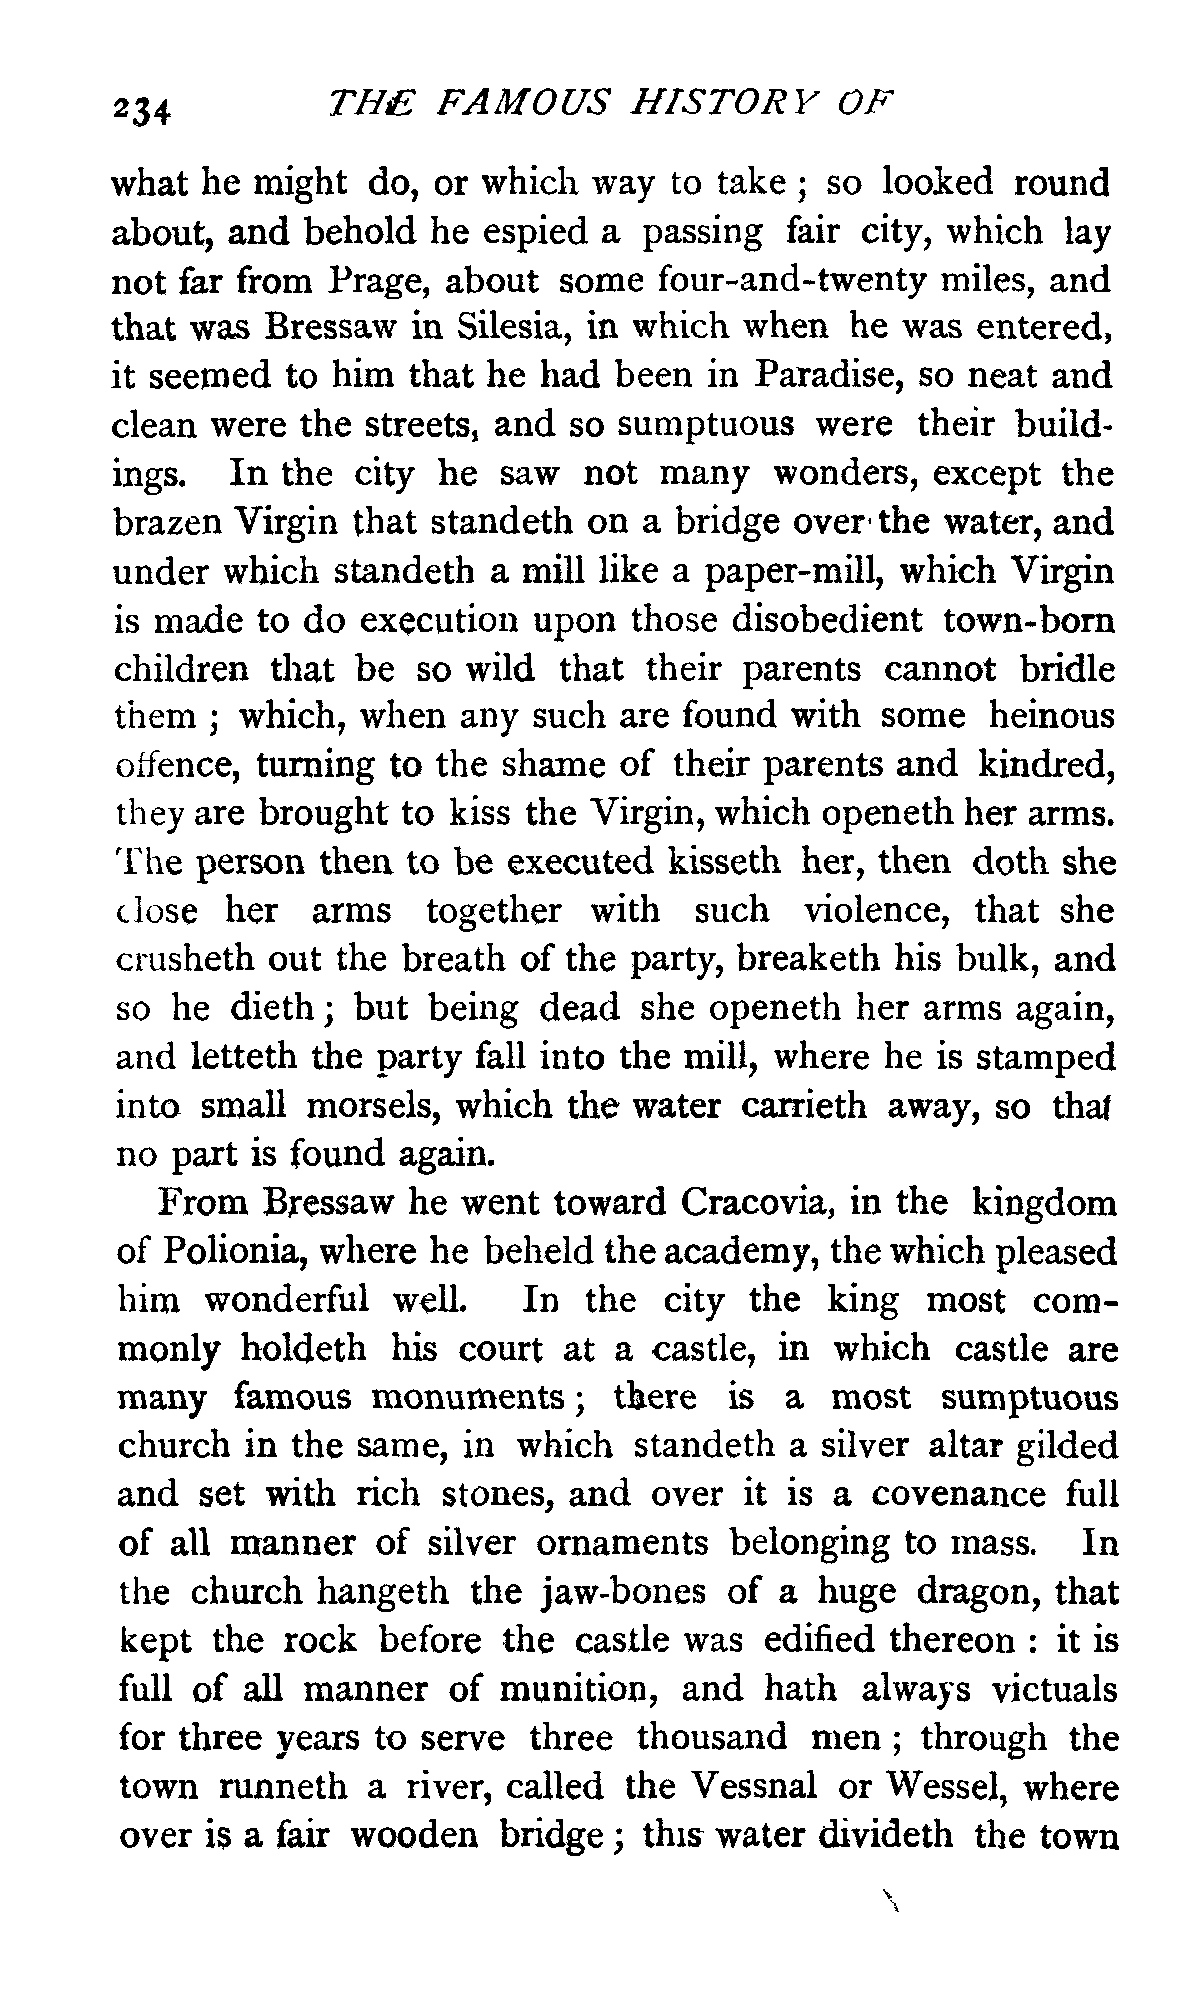 234 THE FAMOUS HISTORY OF
what he might do, or which way to take ; so looked round
about, and behold he espied a passing fair city, which lay
not far from Prage, about some four-and-twenty miles, and
that was Bressaw in Silesia, in which when he was entered,
it seemed to him that he had been in Paradise, so neat and
clean were the streets, and so sumptuous were their build-
ings. In the city he saw not many wonders, except the
brazen Virgin that standeth on a bridge over the water, and
under which standeth a mill like a paper-mill, which Virgin
is made to do execution upon those disobedient town-born
children that be so wild that their parents cannot bridle
them ; which, when any such are found with some heinous
offence, turning to the shame of their parents and kindred,
they are brought to kiss the Virgin, which openeth her arms.
The person then to be executed kisseth her, then doth she
close her arms together with such violence, that she
crusheth out the breath of the party, breaketh his bulk, and
so he dieth ; but being dead she openeth her arms again,
and letteth the party fall into the mill, where he is stamped
into small morsels, which the water carrieth away, so that
no part is found again.
From Bressaw he went toward Cracovia, in the kingdom
of Polionia, where he beheld the academy, the which pleased
him wonderful well. In the city the king most com-
monly holdeth his court at a castle, in which castle are
many famous monuments ; there is a most sumptuous
church in the same, in which standeth a silver altar gilded
and set with rich stones, and over it is a covenance full
of all manner of silver ornaments belonging to mass. In
the church hangeth the jaw-bones of a huge dragon, that
kept the rock before the castle was edified thereon : it is
full of all manner of munition, and hath always victuals
for three years to serve three thousand men ; through the
town runneth a river, called the Vessnal or Wessel, where
over is a fair wooden bridge ; this water divideth the town